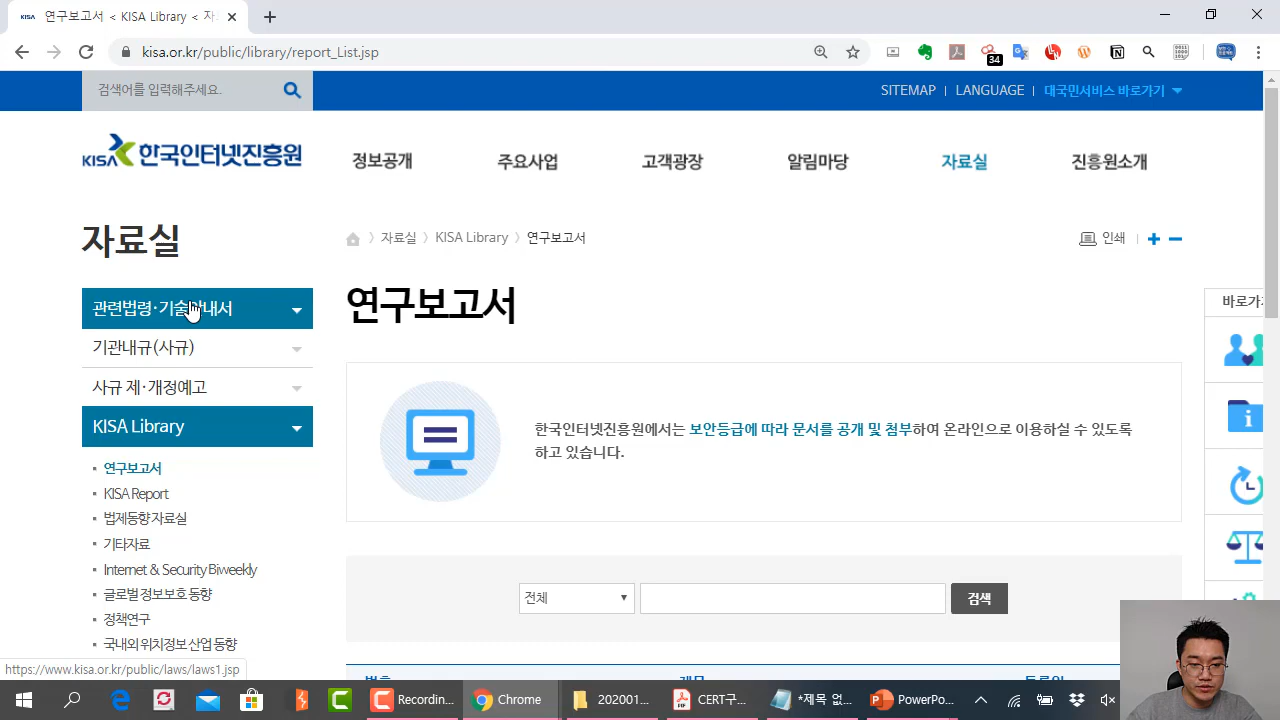 KISA 연구보고서 < KISA Library < 자
kisa.or.kr/public/library/report_List.jsp
34
검색어를 입력해주세요.
SITEMAP | LANGUAGE | 대국민서비스 바로가기
KISA 한국인터넷진흥원
정보공개 주요사업 고객광장 알림마당 자료실 진흥원소개
자료실
자료실 > KISA Library > 연구보고서
인쇄
관련법령·기술안내서
기관내규(사규)
사규 제·개정예고
KISA Library
연구보고서
KISA Report
법제동향 자료실
기타자료
Internet & Security Biweekly
글로벌 정보보호 동향
정책연구
국내외 위치정보 산업 동향
연구보고서
한국인터넷진흥원에서는 보안등급에 따라 문서를 공개 및 첨부하여 온라인으로 이용하실 수 있도록
하고 있습니다.
전체
검색
바로가
https://www.kisa.or.kr/public/laws/laws1.jsp
Recordin...
Chrome
202001...
CERT구...
*제목 없...
PowerPo...